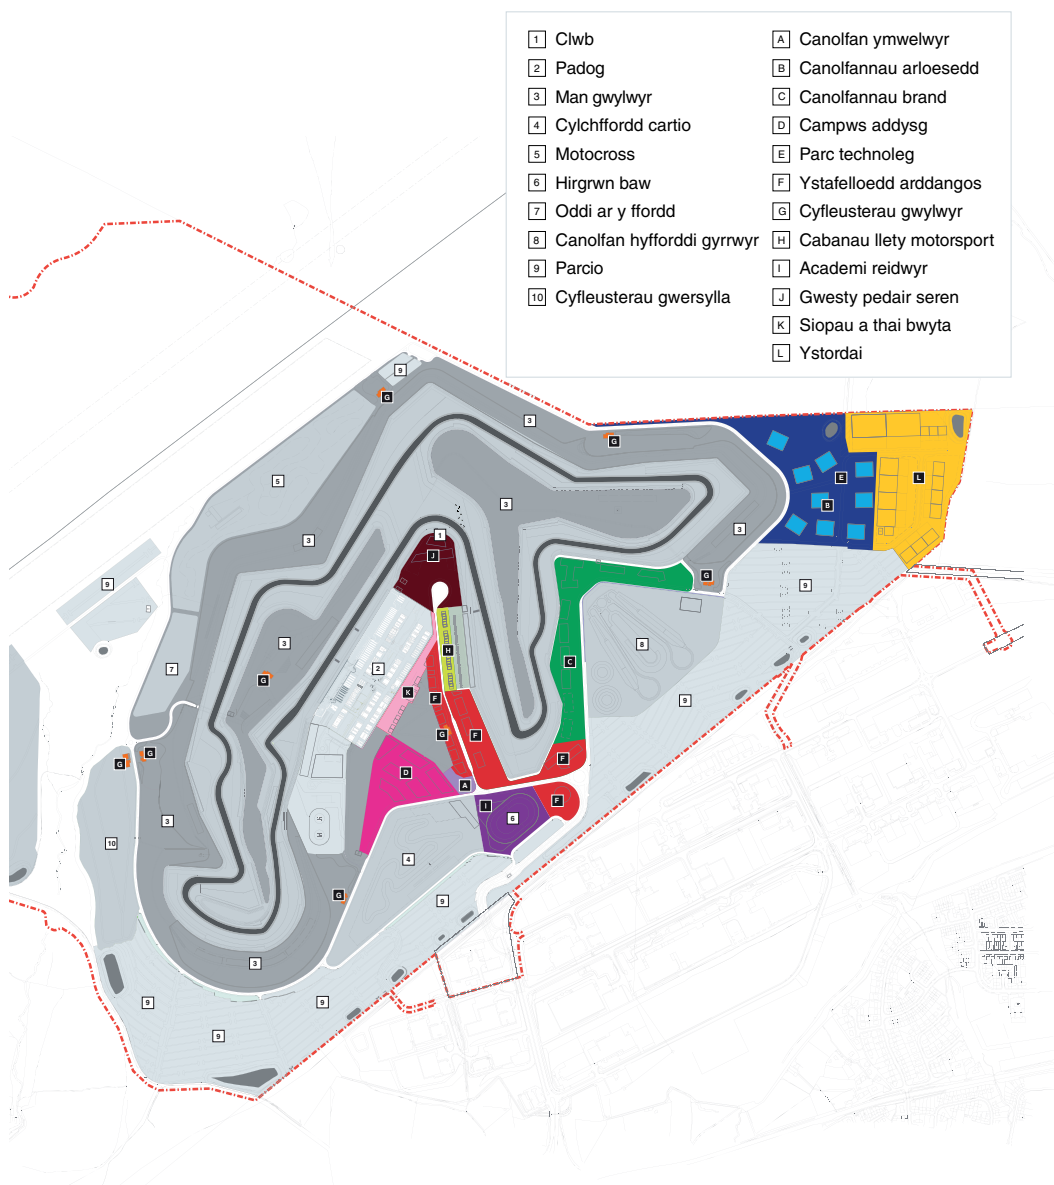 1 Clwb
2 Padog
3 Man gwylwyr
4 Cylchffordd cartio
5 Motocross
6 Hirgrwn baw
7 Oddi ar y ffordd
8 Canolfan hyfforddi gyrrwyr
9 Parcio
10 Cyfleusterau gwersylla
A Canolfan ymwelwyr
B Canolfannau arloesedd
C Canolfannau brand
D Campws addysg
E Parc technoleg
F Ystafelloedd arddangos
G Cyfleusterau gwylwyr
H Cabanau llety motorsport
I Academi reidwyr
J Gwesty pedair seren
K Siopau a thai bwyta
L Ystordai
9
G
3
G
5
E
L
3
B
3
3
1
J
G
9
9
3
8
H
C
7
2
G
K
F
9
G
F
G
G
F
D
A
F
I
6
3
10
4
G
9
3
9
9
9